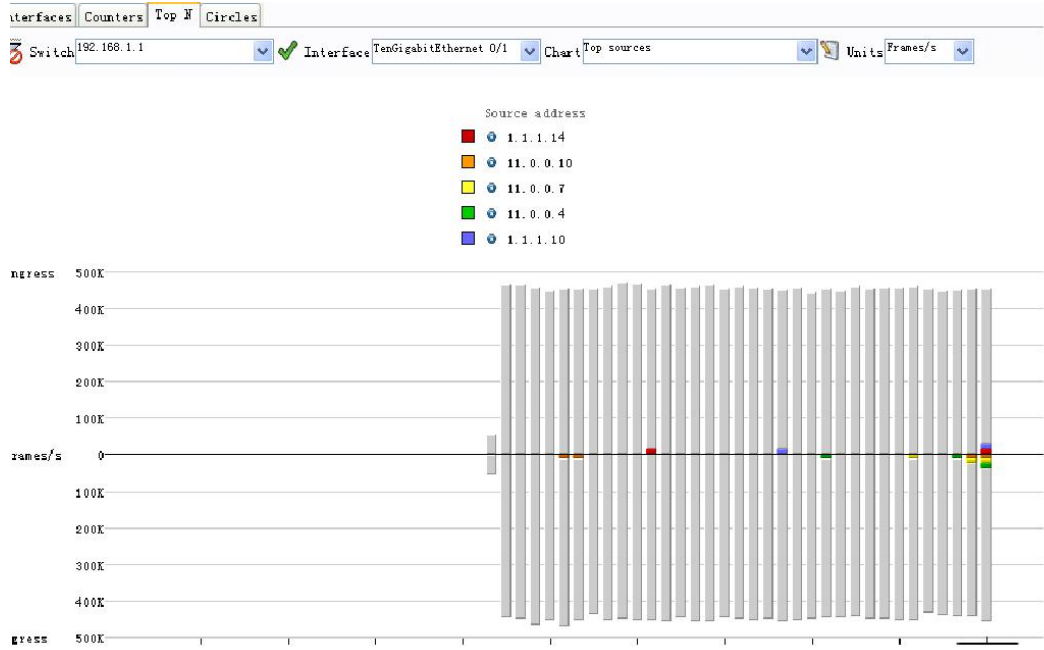 nterfaces Counters Top N Circles
Switch 192.168.1.1 Interface TenGigabitEthernet 0/1 Chart Top sources Units Frames/s
Source address
1.1.1.14
11.0.0.10
11.0.0.7
11.0.0.4
1.1.1.10
ngress 500K
400K
300K
200K
100K
rames/s 0
100K
200K
300K
400K
gress 500K